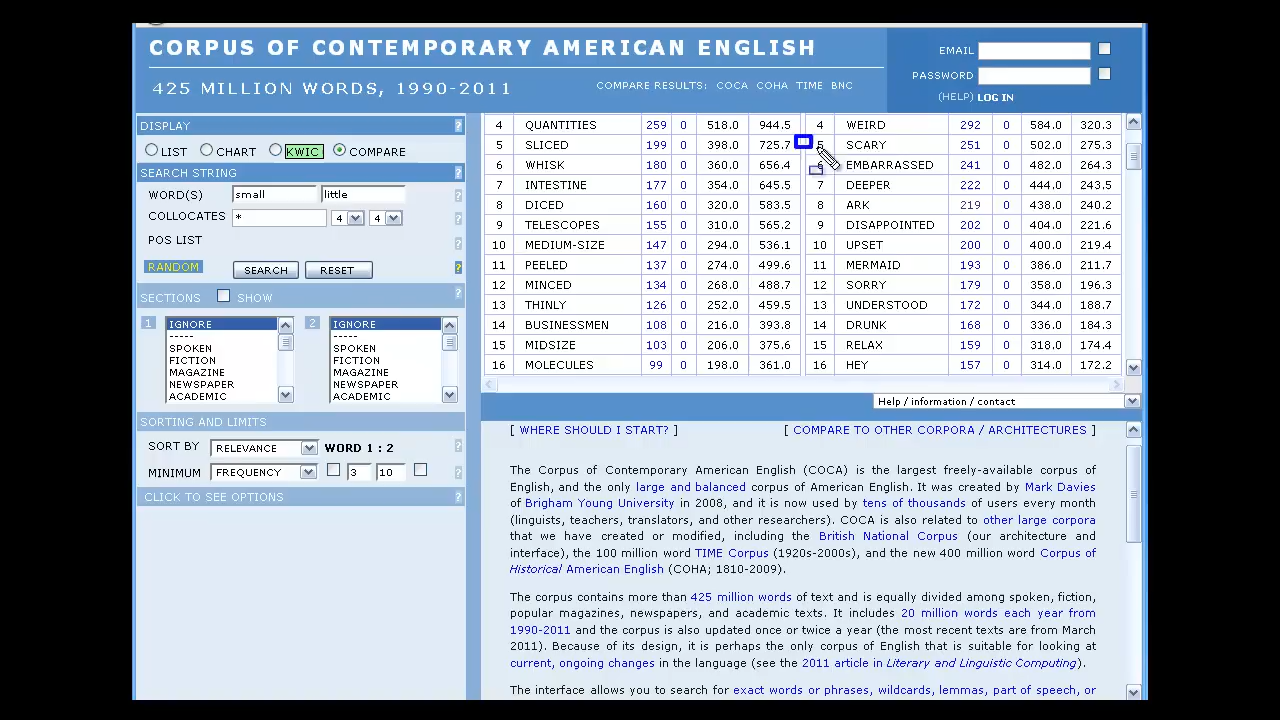 CORPUS OF CONTEMPORARY AMERICAN ENGLISH
425 MILLION WORDS, 1990-2011
COMPARE RESULTS: COCA COHA TIME BNC
EMAIL
PASSWORD
(HELP) LOG IN
DISPLAY ?
LIST CHART KWIC COMPARE
SEARCH STRING ?
WORD(S) small little ?
COLLOCATES * 4 4 ?
POS LIST ?
RANDOM SEARCH RESET ?
SECTIONS SHOW ?
1 IGNORE 2 IGNORE
----- -----
SPOKEN SPOKEN
FICTION FICTION
MAGAZINE MAGAZINE
NEWSPAPER NEWSPAPER
ACADEMIC ACADEMIC
SORTING AND LIMITS
SORT BY RELEVANCE WORD 1 : 2 ?
MINIMUM FREQUENCY 3 10 ?
CLICK TO SEE OPTIONS ?
4 QUANTITIES 259 0 518.0 944.5 4 WEIRD 292 0 584.0 320.3
5 SLICED 199 0 398.0 725.7 5 SCARY 251 0 502.0 275.3
6 WHISK 180 0 360.0 656.4 6 EMBARRASSED 241 0 482.0 264.3
7 INTESTINE 177 0 354.0 645.5 7 DEEPER 222 0 444.0 243.5
8 DICED 160 0 320.0 583.5 8 ARK 219 0 438.0 240.2
9 TELESCOPES 155 0 310.0 565.2 9 DISAPPOINTED 202 0 404.0 221.6
10 MEDIUM-SIZE 147 0 294.0 536.1 10 UPSET 200 0 400.0 219.4
11 PEELED 137 0 274.0 499.6 11 MERMAID 193 0 386.0 211.7
12 MINCED 134 0 268.0 488.7 12 SORRY 179 0 358.0 196.3
13 THINLY 126 0 252.0 459.5 13 UNDERSTOOD 172 0 344.0 188.7
14 BUSINESSMEN 108 0 216.0 393.8 14 DRUNK 168 0 336.0 184.3
15 MIDSIZE 103 0 206.0 375.6 15 RELAX 159 0 318.0 174.4
16 MOLECULES 99 0 198.0 361.0 16 HEY 157 0 314.0 172.2
Help / information / contact
[ WHERE SHOULD I START? ] [ COMPARE TO OTHER CORPORA / ARCHITECTURES ]
The Corpus of Contemporary American English (COCA) is the largest freely-available corpus of
English, and the only large and balanced corpus of American English. It was created by Mark Davies
of Brigham Young University in 2008, and it is now used by tens of thousands of users every month
(linguists, teachers, translators, and other researchers). COCA is also related to other large corpora
that we have created or modified, including the British National Corpus (our architecture and
interface), the 100 million word TIME Corpus (1920s-2000s), and the new 400 million word Corpus of
Historical American English (COHA; 1810-2009).
The corpus contains more than 425 million words of text and is equally divided among spoken, fiction,
popular magazines, newspapers, and academic texts. It includes 20 million words each year from
1990-2011 and the corpus is also updated once or twice a year (the most recent texts are from March
2011). Because of its design, it is perhaps the only corpus of English that is suitable for looking at
current, ongoing changes in the language (see the 2011 article in Literary and Linguistic Computing).
The interface allows you to search for exact words or phrases, wildcards, lemmas, part of speech, or